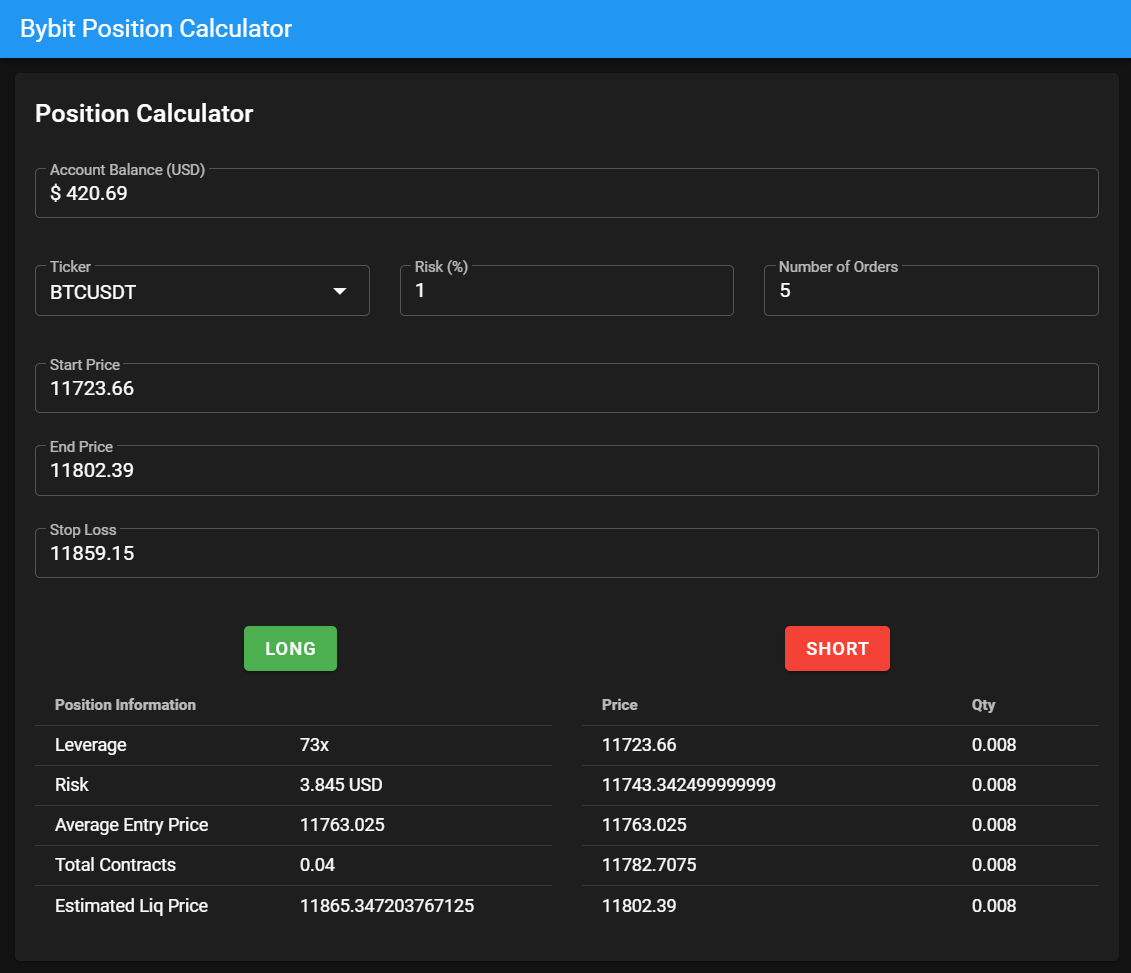 Bybit Position Calculator
Position Calculator
Account Balance (USD)
$ 420.69
Ticker
BTCUSDT
Risk (%)
1
Number of Orders
5
Start Price
11723.66
End Price
11802.39
Stop Loss
11859.15
LONG
SHORT
Position Information
Leverage 73x
Risk 3.845 USD
Average Entry Price 11763.025
Total Contracts 0.04
Estimated Liq Price 11865.347203767125
Price Qty
11723.66 0.008
11743.342499999999 0.008
11763.025 0.008
11782.7075 0.008
11802.39 0.008